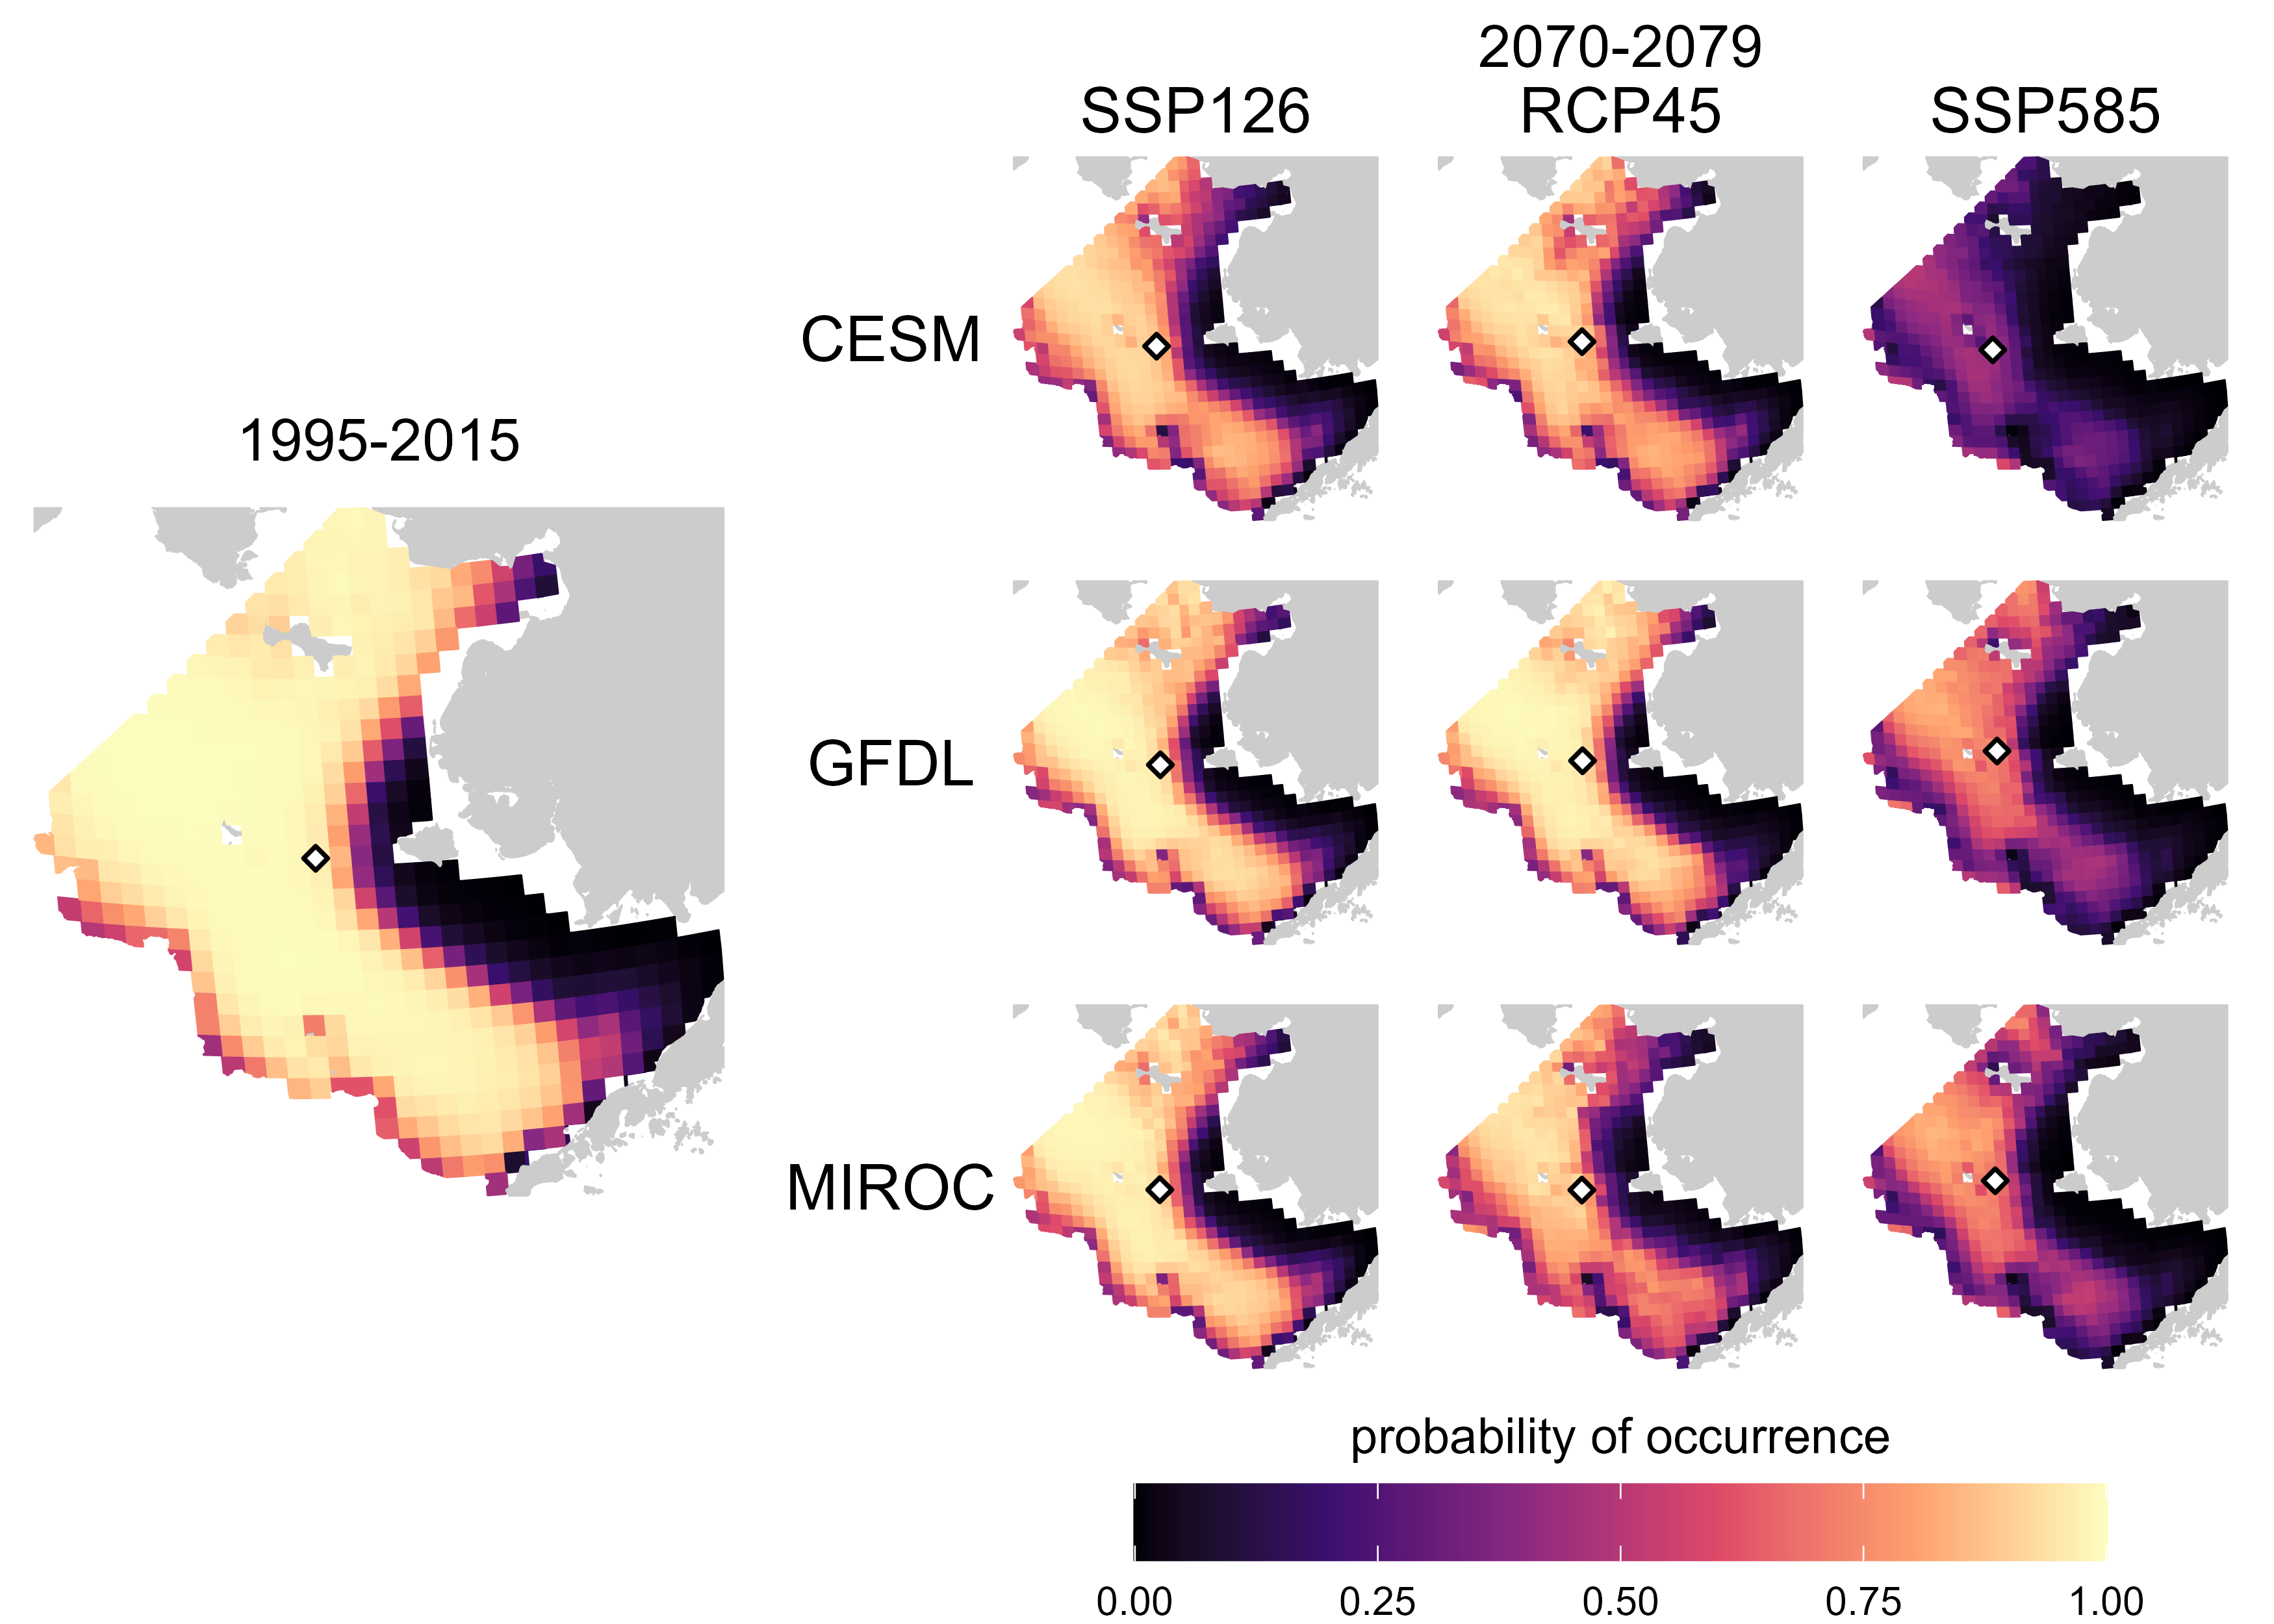 2070-2079
SSP126 RCP45 SSP585
CESM
1995-2015
GFDL
MIROC
probability of occurrence
0.00 0.25 0.50 0.75 1.00